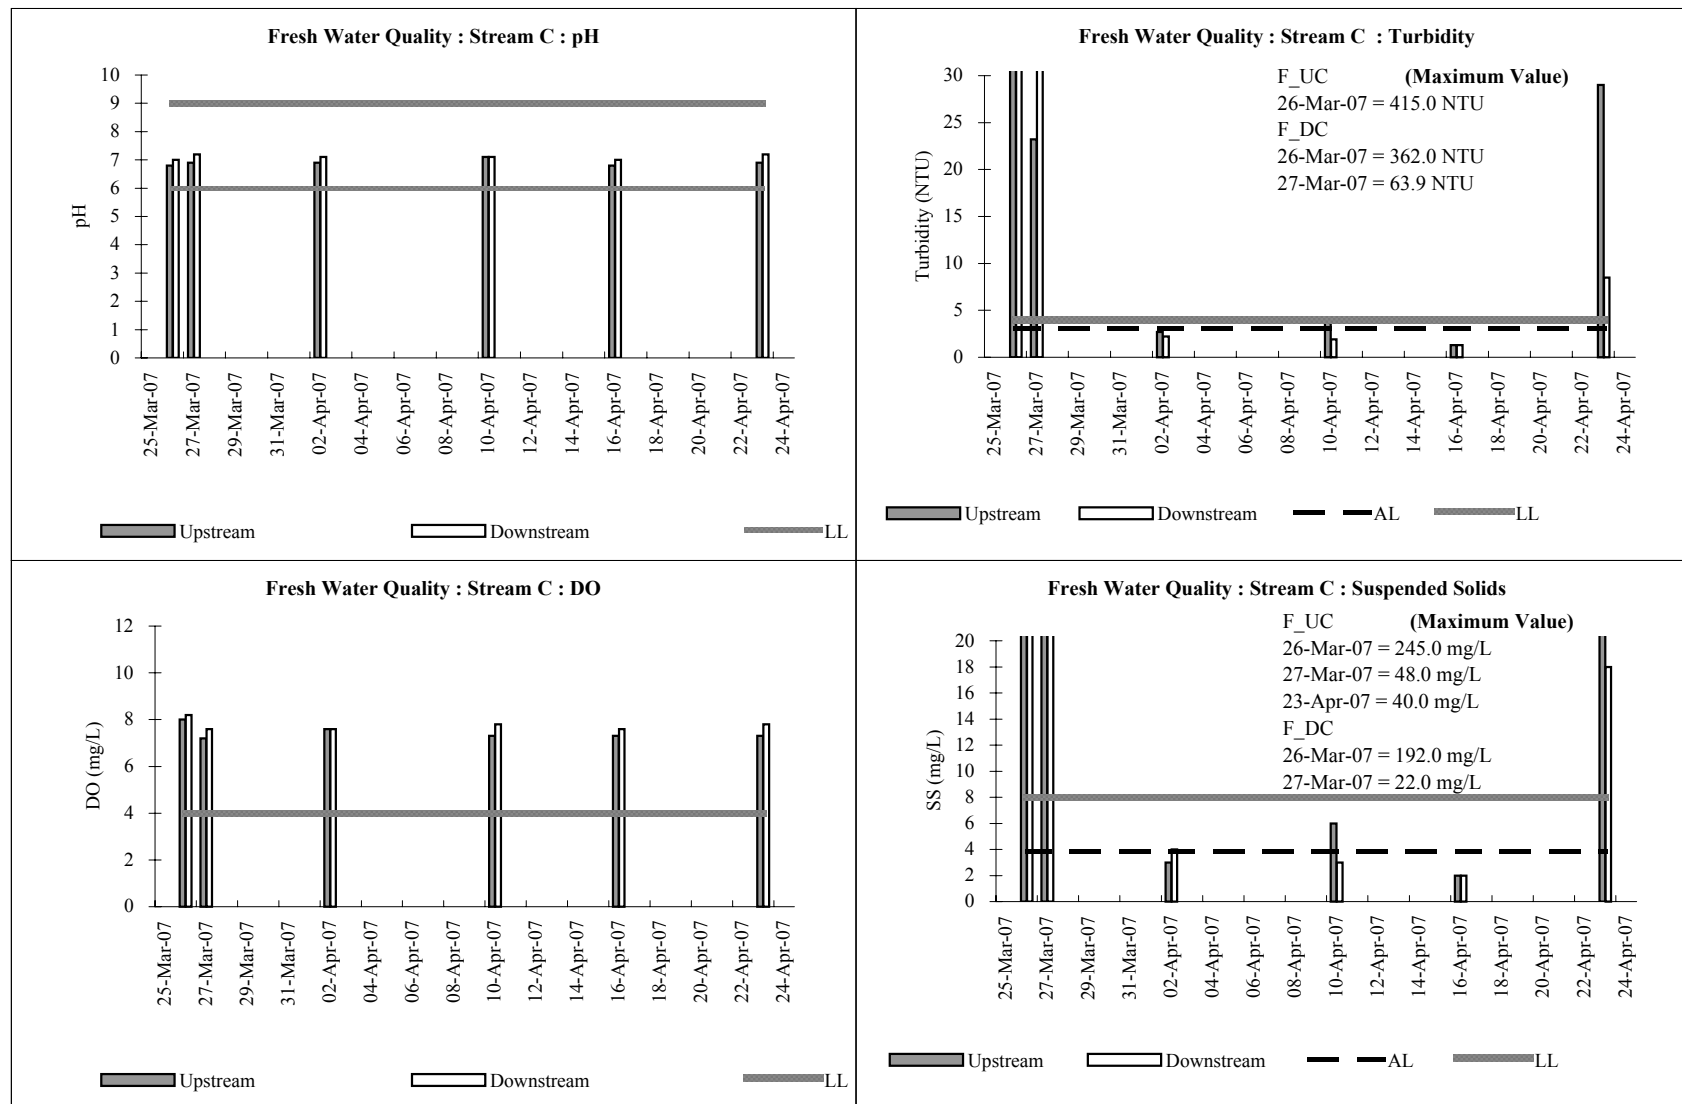 Fresh Water Quality : Stream C : pH
10
9
8
7
6
5
4
3
2
1
0
pH
25-Mar-07
27-Mar-07
29-Mar-07
31-Mar-07
02-Apr-07
04-Apr-07
06-Apr-07
08-Apr-07
10-Apr-07
12-Apr-07
14-Apr-07
16-Apr-07
18-Apr-07
20-Apr-07
22-Apr-07
24-Apr-07
Upstream Downstream LL
Fresh Water Quality : Stream C : Turbidity
F_UC (Maximum Value)
26-Mar-07 = 415.0 NTU
F_DC
26-Mar-07 = 362.0 NTU
27-Mar-07 = 63.9 NTU
30
25
20
15
10
5
0
Turbidity (NTU)
25-Mar-07
27-Mar-07
29-Mar-07
31-Mar-07
02-Apr-07
04-Apr-07
06-Apr-07
08-Apr-07
10-Apr-07
12-Apr-07
14-Apr-07
16-Apr-07
18-Apr-07
20-Apr-07
22-Apr-07
24-Apr-07
Upstream Downstream AL LL
Fresh Water Quality : Stream C : DO
12
10
8
6
4
2
0
DO (mg/L)
25-Mar-07
27-Mar-07
29-Mar-07
31-Mar-07
02-Apr-07
04-Apr-07
06-Apr-07
08-Apr-07
10-Apr-07
12-Apr-07
14-Apr-07
16-Apr-07
18-Apr-07
20-Apr-07
22-Apr-07
24-Apr-07
Upstream Downstream LL
Fresh Water Quality : Stream C : Suspended Solids
F_UC (Maximum Value)
26-Mar-07 = 245.0 mg/L
27-Mar-07 = 48.0 mg/L
23-Apr-07 = 40.0 mg/L
F_DC
26-Mar-07 = 192.0 mg/L
27-Mar-07 = 22.0 mg/L
20
18
16
14
12
10
8
6
4
2
0
SS (mg/L)
25-Mar-07
27-Mar-07
29-Mar-07
31-Mar-07
02-Apr-07
04-Apr-07
06-Apr-07
08-Apr-07
10-Apr-07
12-Apr-07
14-Apr-07
16-Apr-07
18-Apr-07
20-Apr-07
22-Apr-07
24-Apr-07
Upstream Downstream AL LL